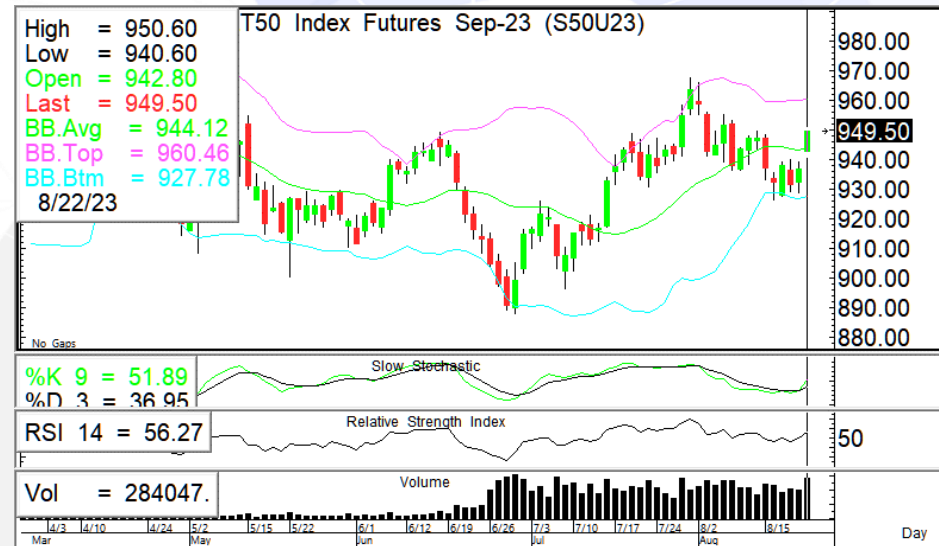 T50 Index Futures Sep-23 (S50U23)
High = 950.60
Low = 940.60
Open = 942.80
Last = 949.50
BB.Avg = 944.12
BB.Top = 960.46
BB.Btm = 927.78
8/22/23
980.00
970.00
960.00
949.50
940.00
930.00
920.00
910.00
900.00
890.00
880.00
No Gaps
Slow Stochastic
%K 9 = 51.89
%D 3 = 36.95
Relative Strength Index
RSI 14 = 56.27
50
Volume
Vol = 284047.
4/3 4/10 4/24 5/2 5/15 5/22 6/1 6/12 6/19 6/26 7/3 7/10 7/17 7/24 8/2 8/15
Mar May Jun Jul Aug
Day